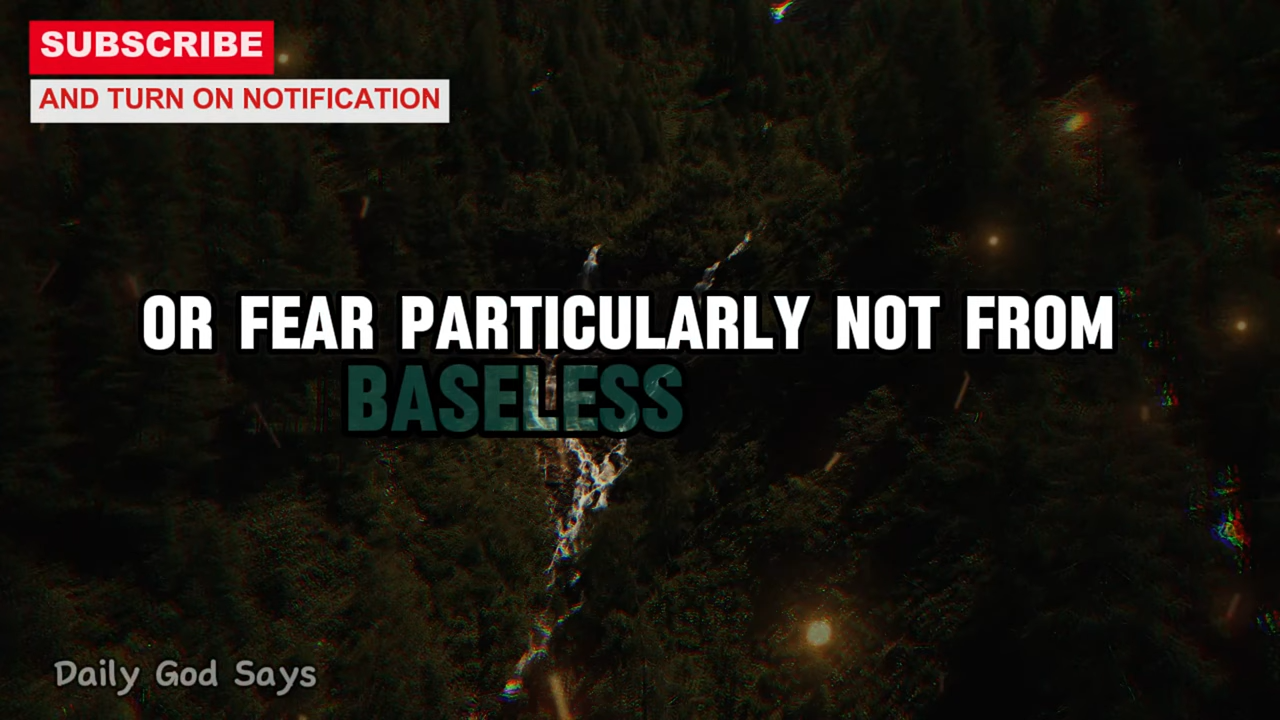 SUBSCRIBE
AND TURN ON NOTIFICATION
OR FEAR PARTICULARLY NOT FROM
BASELESS
Daily God Says